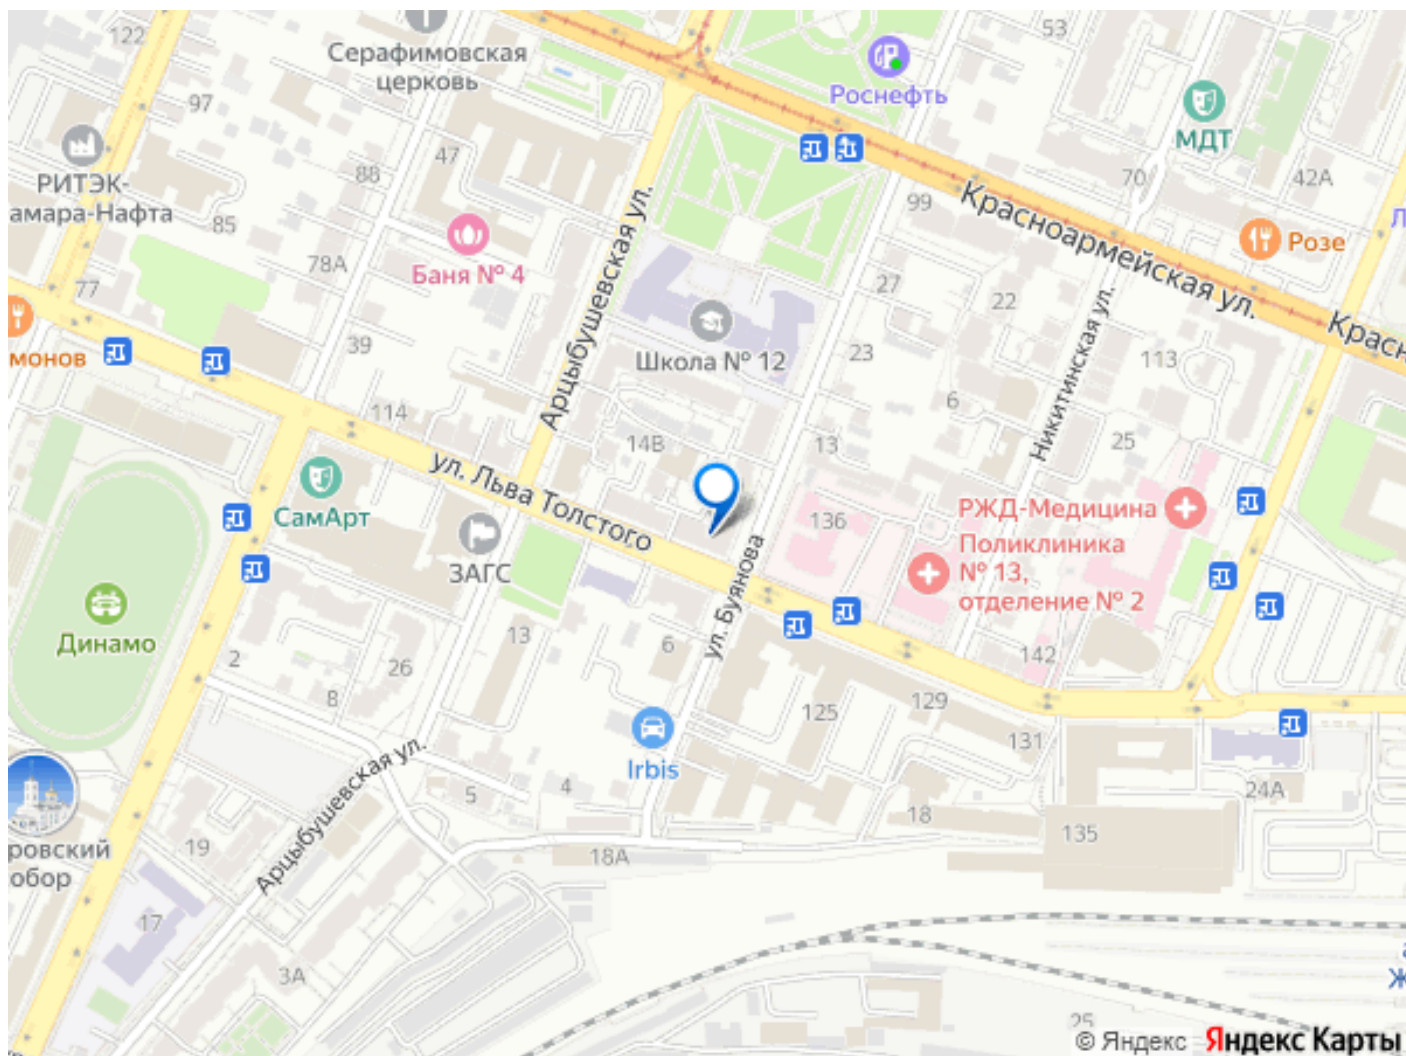 122
Серафимовская
церковь
53
Роснефть
97
МДТ
47
РИТЭК-
амара-Нафта
88
70
42А
99
85
Красноармейская ул.
Розе
Л
Баня № 4
78А
77
27
22
Арцыбушевская ул.
Школа № 12
Красн
монов
39
23
113
Никитинская ул.
6
114
14В
13
25
ул. Льва Толстого
СамАрт
136
РЖД-Медицина
Поликлиника
№ 13,
отделение № 2
ЗАГС
ул. Буянова
Динамо
13
6
2
26
142
8
125
129
131
Арцыбушевская ул.
Irbis
5
4
24А
18
135
ровский
обор
19
18А
17
3А
а
Ж
25
© Яндекс Яндекс Карты